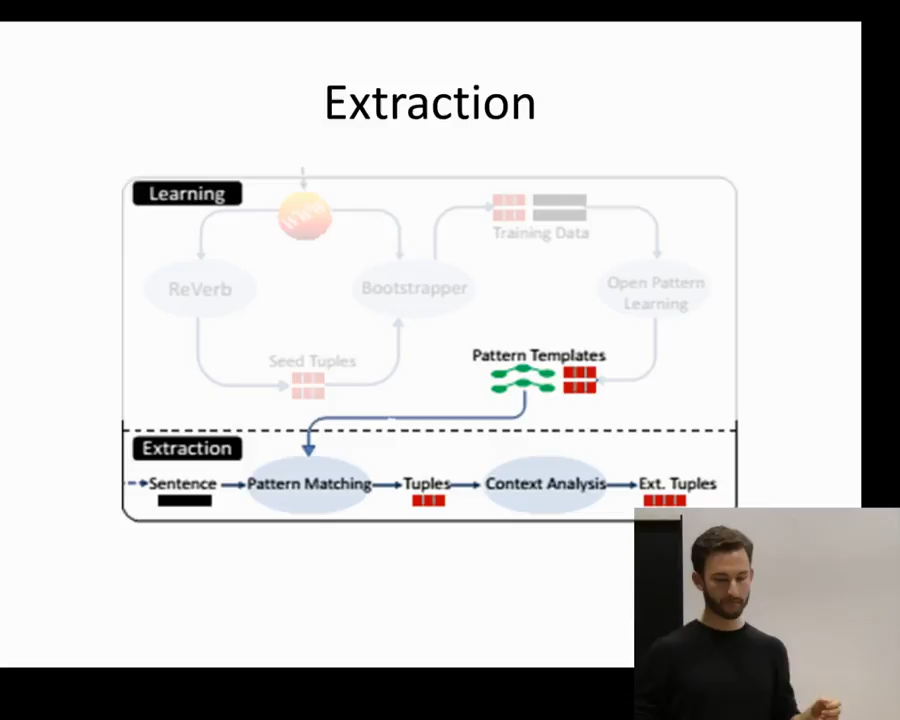 Extraction
Learning
WWW
Training Data
ReVerb
Bootstrapper
Open Pattern
Learning
Seed Tuples
Pattern Templates
Extraction
Sentence
Pattern Matching
Tuples
Context Analysis
Ext. Tuples